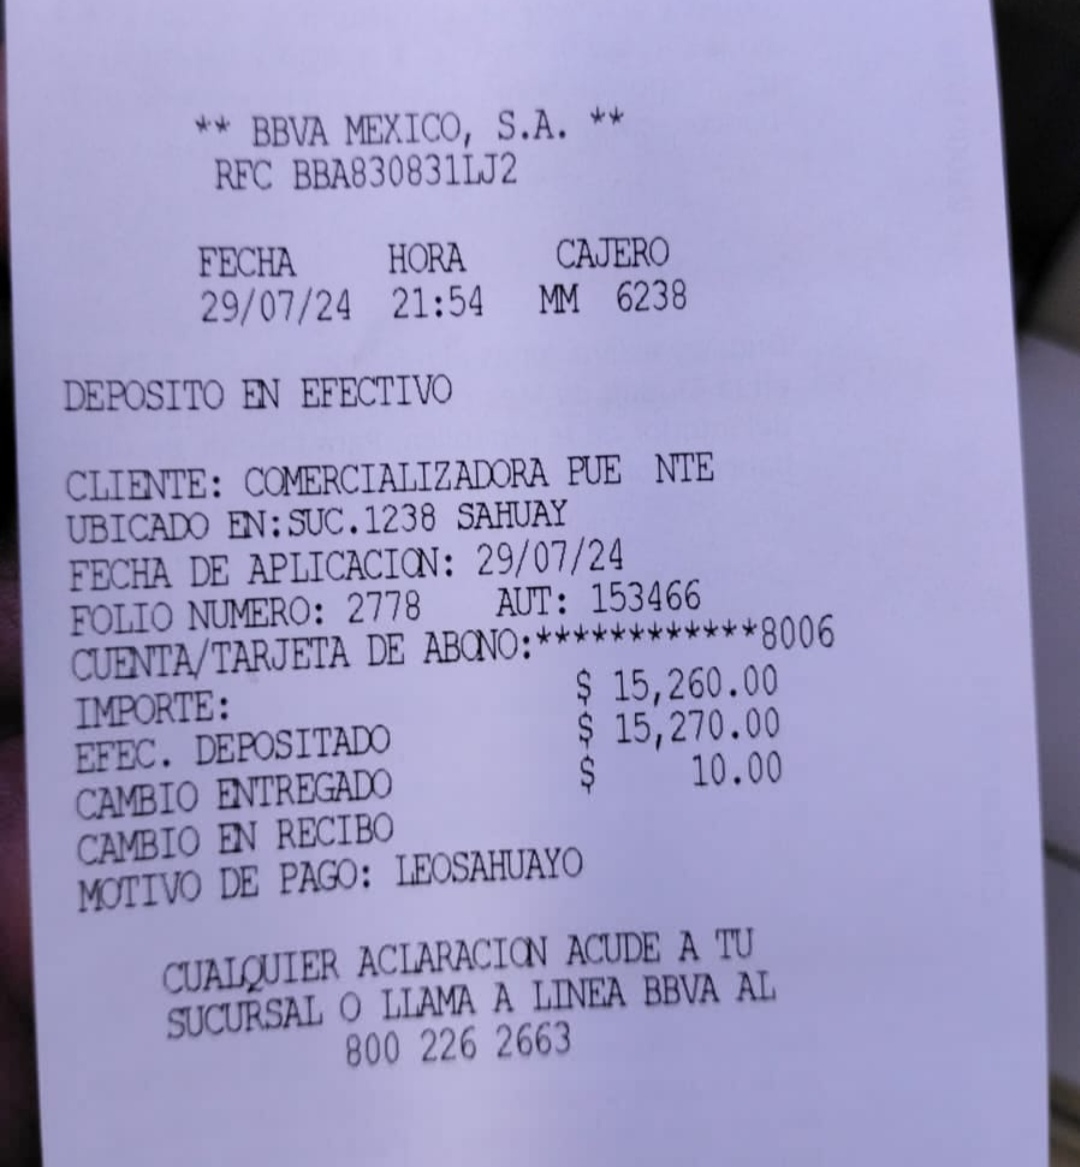 ** BBVA MEXICO, S.A. **
RFC BBA830831LJ2
FECHA HORA CAJERO
29/07/24 21:54 MM 6238
DEPOSITO EN EFECTIVO
CLIENTE: COMERCIALIZADORA PUE NTE
UBICADO EN:SUC.1238 SAHUAY
FECHA DE APLICACION: 29/07/24
FOLIO NUMERO: 2778 AUT: 153466
CUENTA/TARJETA DE ABONO:************8006
IMPORTE: $ 15,260.00
EFEC. DEPOSITADO $ 15,270.00
CAMBIO ENTREGADO $ 10.00
CAMBIO EN RECIBO
MOTIVO DE PAGO: LEOSAHUAYO
CUALQUIER ACLARACION ACUDE A TU
SUCURSAL O LLAMA A LINEA BBVA AL
800 226 2663